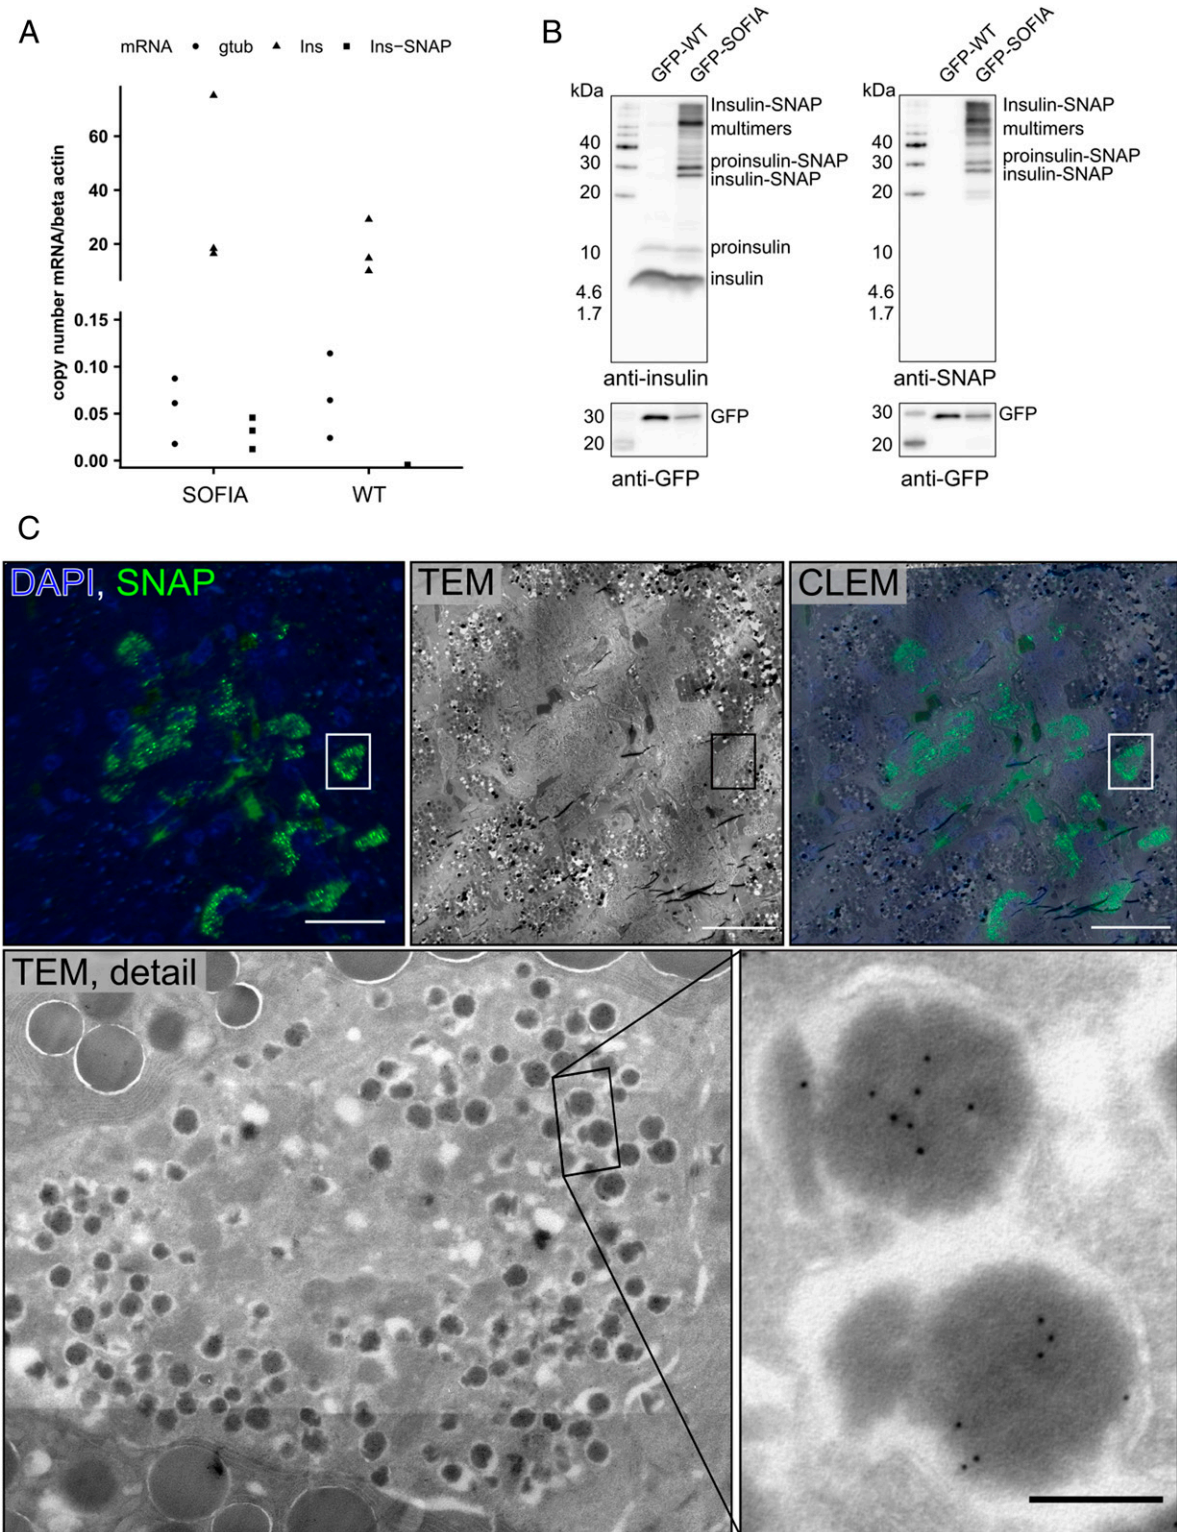 A
mRNA gtub Ins Ins-SNAP
copy number mRNA/beta actin
60
40
20
0.15
0.10
0.05
0.00
SOFIA WT
B
GFP-WT
GFP-SOFIA
kDa
40
30
20
10
4.6
1.7
Insulin-SNAP
multimers
proinsulin-SNAP
insulin-SNAP
proinsulin
insulin
anti-insulin
30
20
GFP
anti-GFP
GFP-WT
GFP-SOFIA
kDa
40
30
20
10
4.6
1.7
Insulin-SNAP
multimers
proinsulin-SNAP
insulin-SNAP
anti-SNAP
30
20
GFP
anti-GFP
C
DAPI, SNAP
TEM
CLEM
TEM, detail